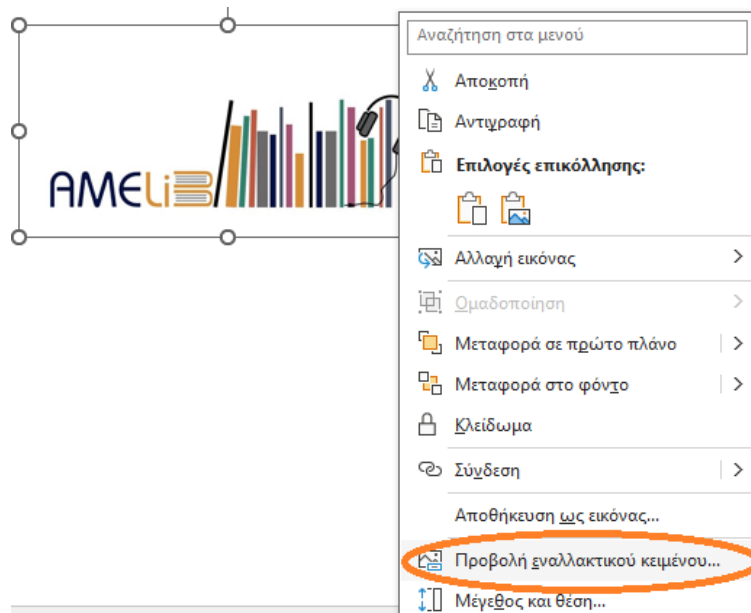 Αναζήτηση στα μενού
Αποκοπή
Αντιγραφή
Επιλογές επικόλλησης:
AMELiB
Αλλαγή εικόνας
Ομαδοποίηση
Μεταφορά σε πρώτο πλάνο
Μεταφορά στο φόντο
Κλείδωμα
Σύνδεση
Αποθήκευση ως εικόνας...
Προβολή εναλλακτικού κειμένου...
Μέγεθος και θέση...